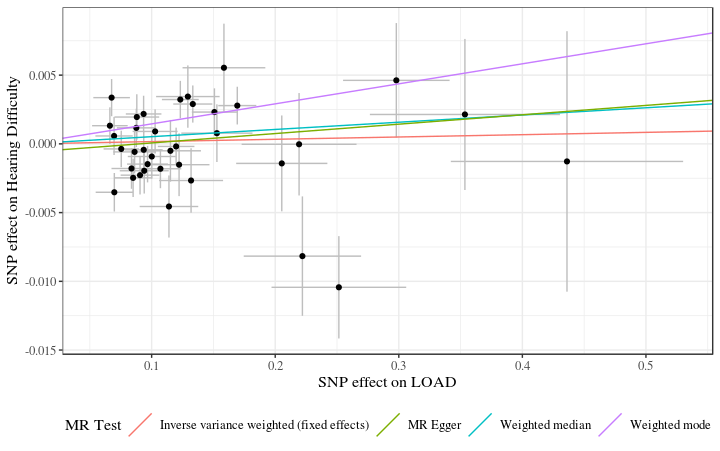 SNP effect on Hearing Difficulty
0.005
0.000
-0.005
-0.010
-0.015
0.1 0.2 0.3 0.4 0.5
SNP effect on LOAD
MR Test Inverse variance weighted (fixed effects) MR Egger Weighted median Weighted mode